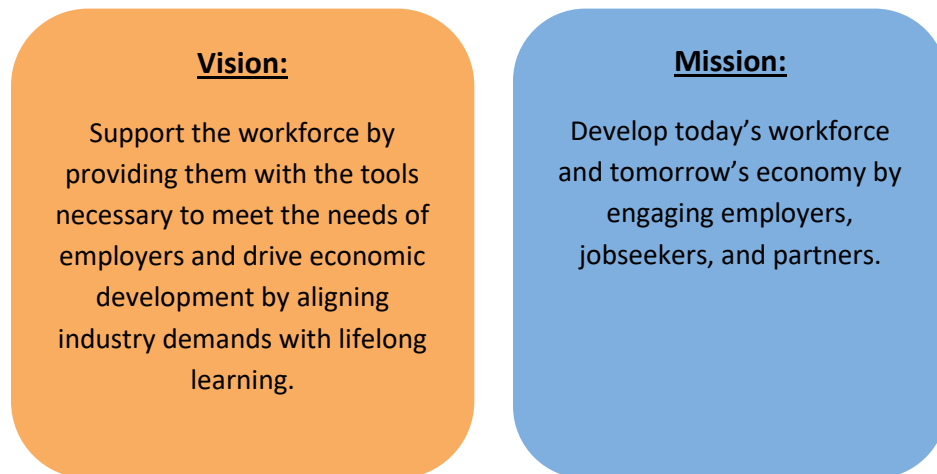 Vision:
Support the workforce by
providing them with the tools
necessary to meet the needs of
employers and drive economic
development by aligning
industry demands with lifelong
learning.
Mission:
Develop today’s workforce
and tomorrow’s economy by
engaging employers,
jobseekers, and partners.